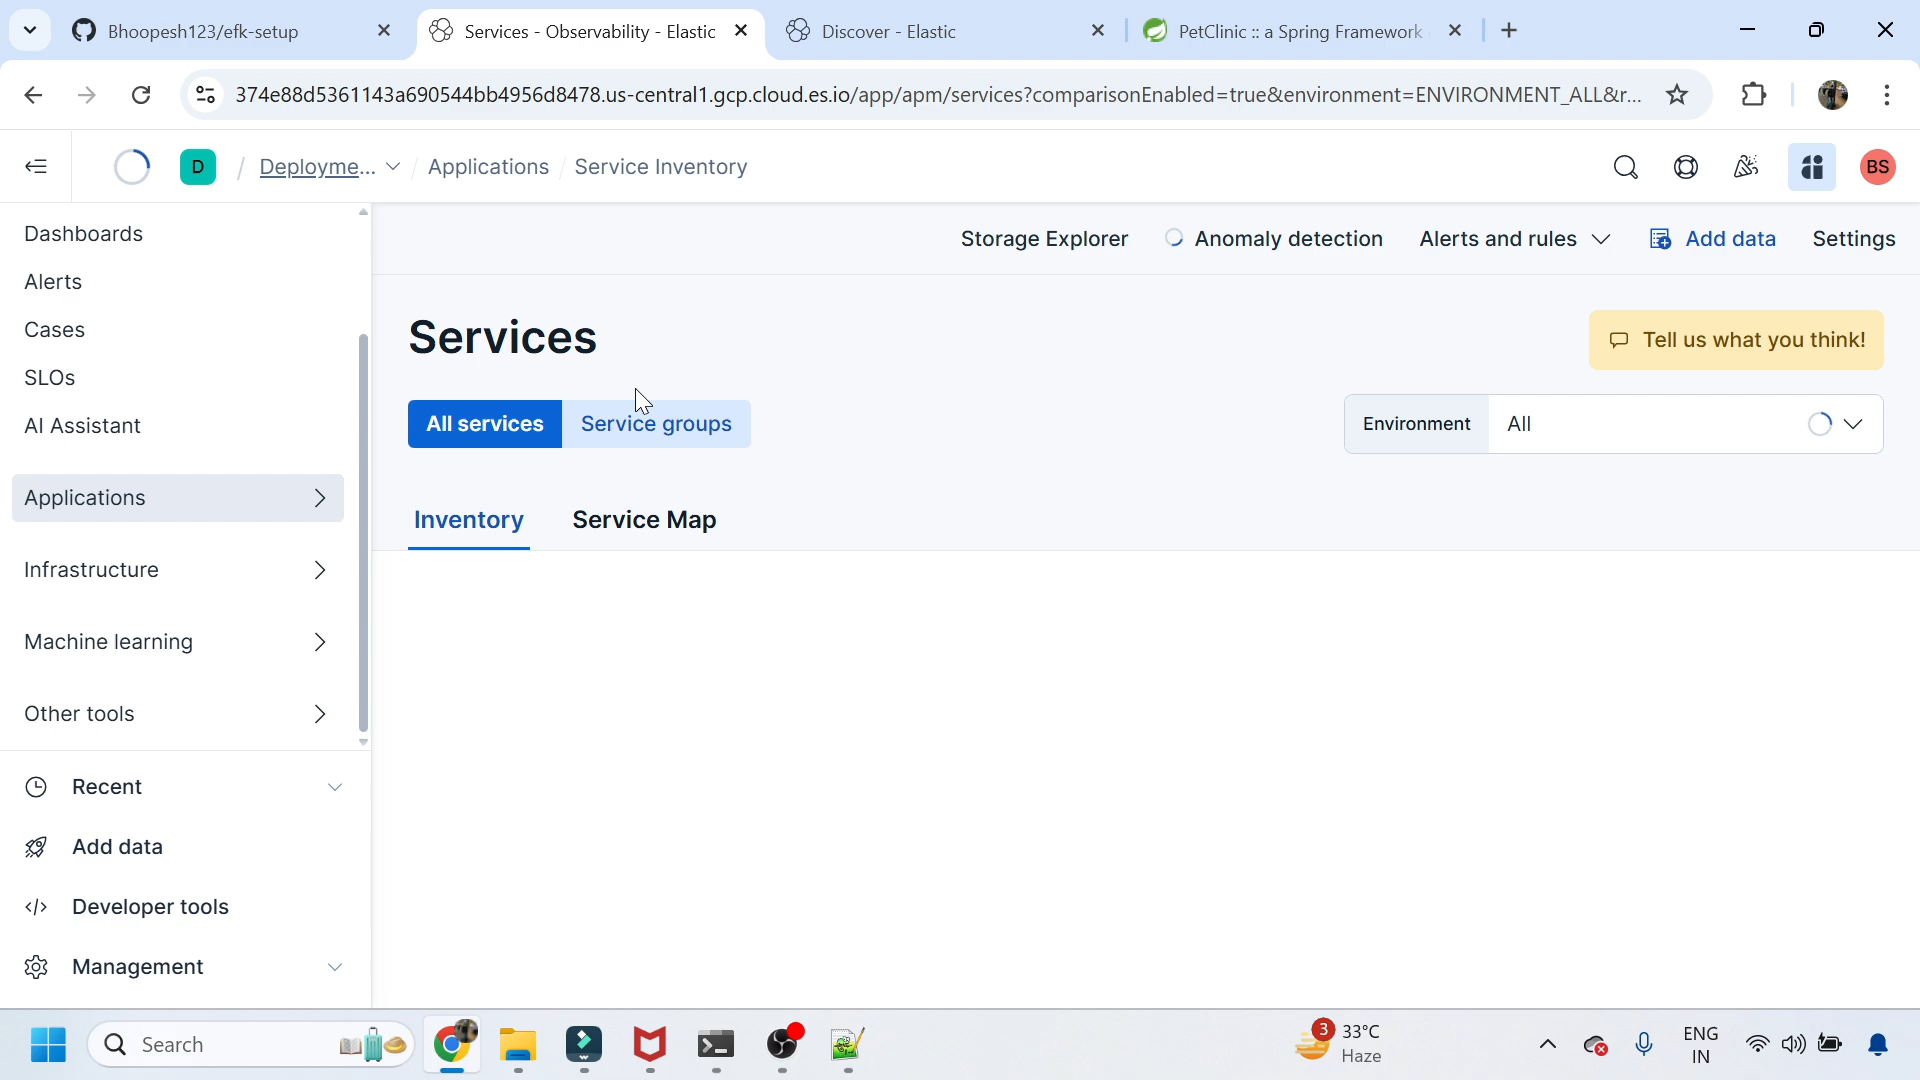 Bhoopesh123/efk-setup
Services - Observability - Elastic
Discover - Elastic
PetClinic :: a Spring Framework
374e88d5361143a690544bb4956d8478.us-central1.gcp.cloud.es.io/app/apm/services?comparisonEnabled=true&environment=ENVIRONMENT_ALL&r...
D / Deployme... / Applications / Service Inventory
BS
Dashboards
Alerts
Cases
SLOs
AI Assistant
Applications
Infrastructure
Machine learning
Other tools
Recent
Add data
Developer tools
Management
Storage Explorer
Anomaly detection
Alerts and rules
Add data
Settings
Services
Tell us what you think!
All services
Service groups
Environment
All
Inventory
Service Map
Search
3
33°C
Haze
ENG
IN